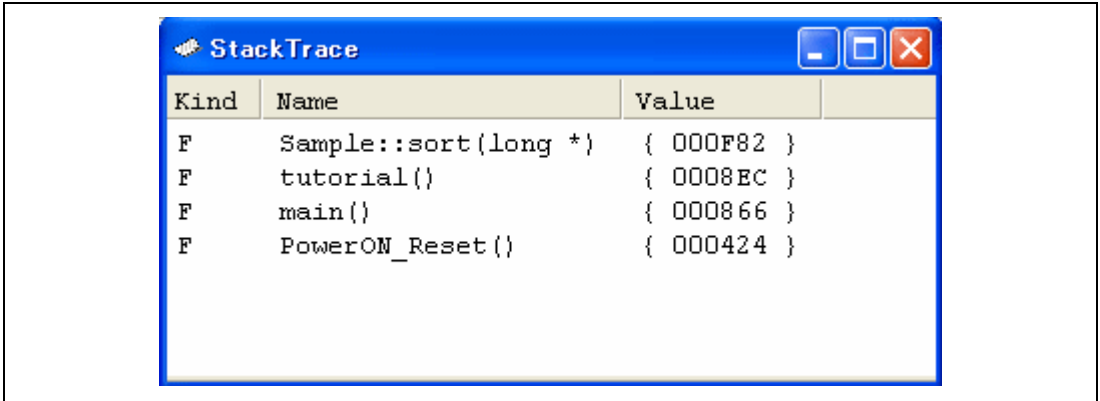 StackTrace
Kind Name Value
F Sample::sort(long *) { 000F82 }
F tutorial() { 0008EC }
F main() { 000866 }
F PowerON_Reset() { 000424 }